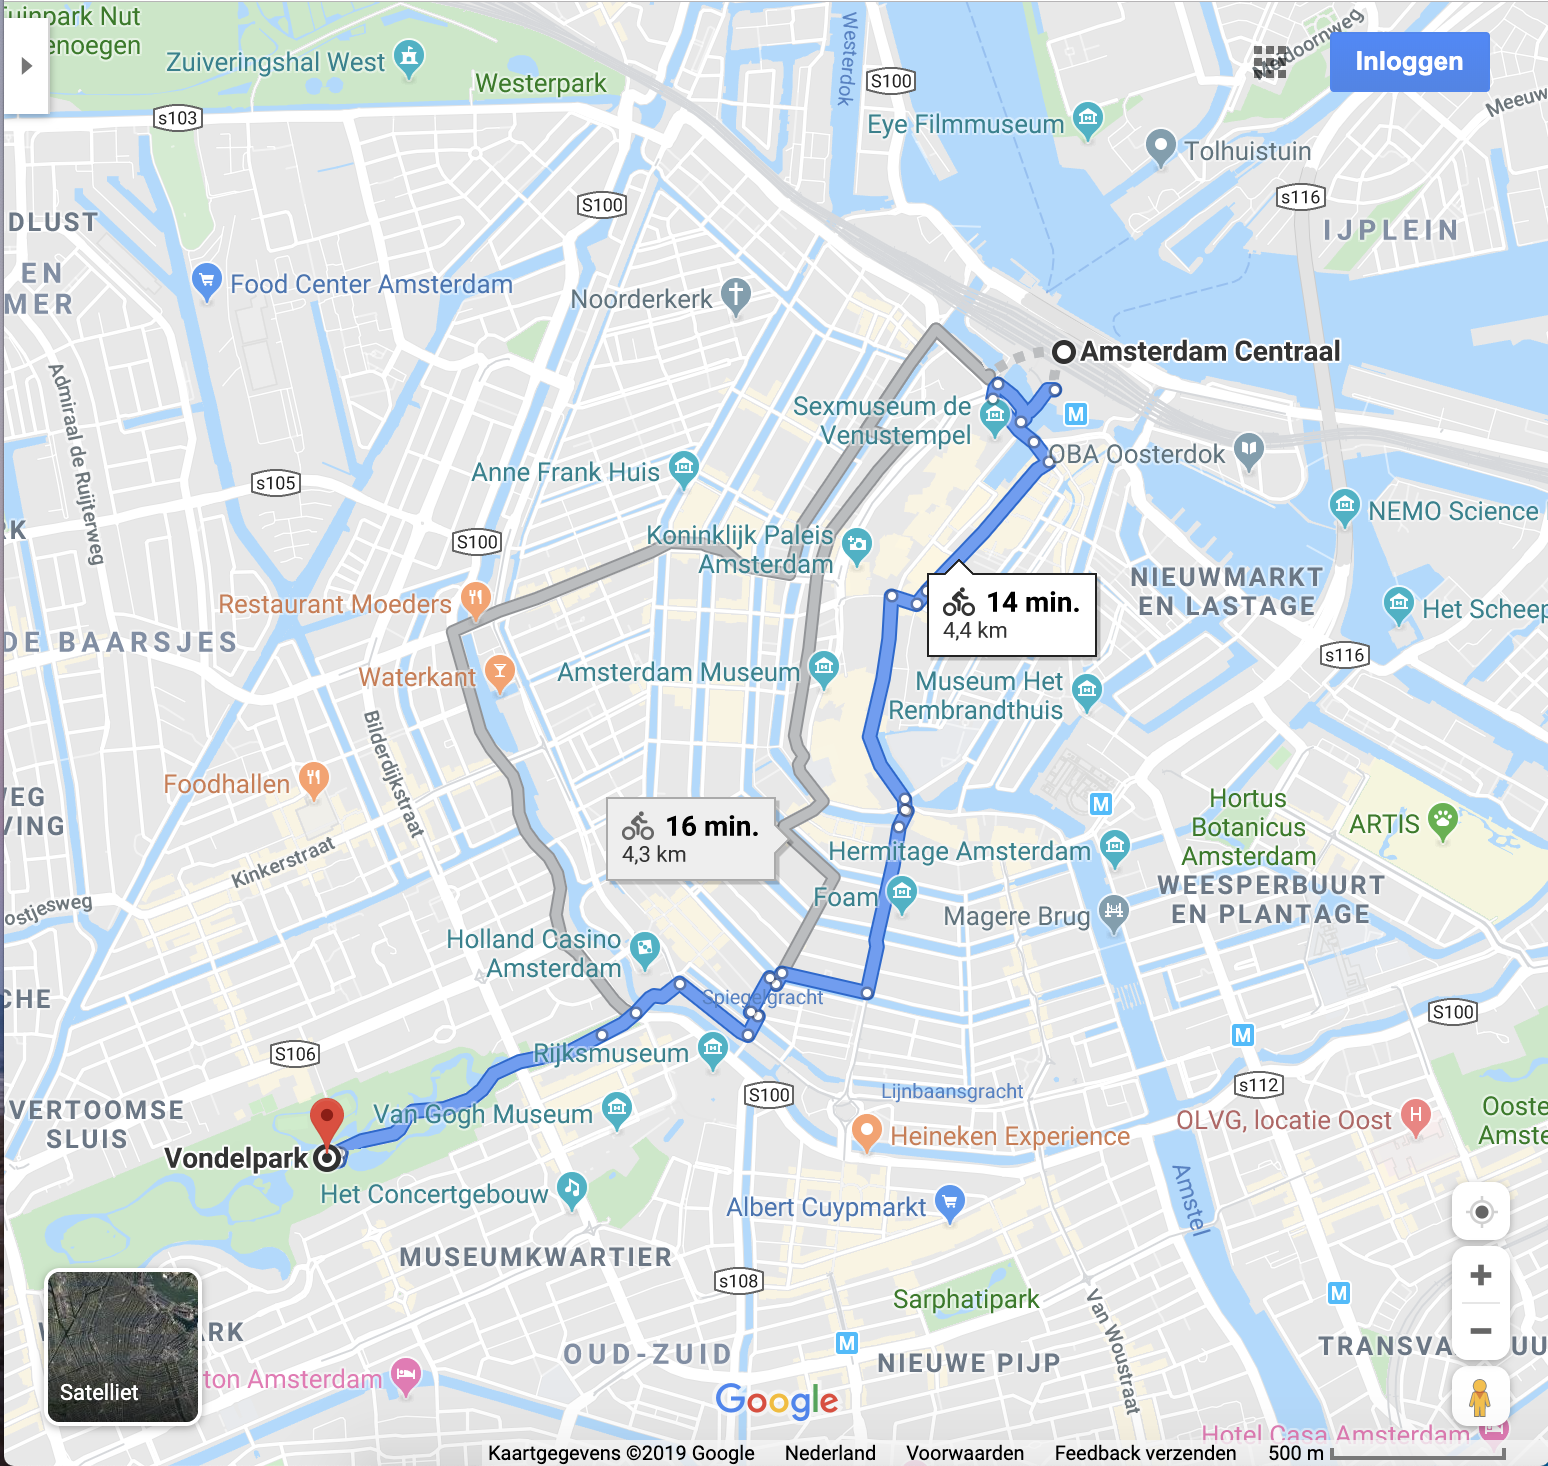 uinpark Nut
enoegen
Zuiveringshal West
Westerpark
Westerdok
S100
Meidoornweg
Inloggen
Meeuw
s103
Eye Filmmuseum
Tolhuistuin
S100
s116
DLUST
IJPLEIN
EN
MER
Food Center Amsterdam
Noorderkerk
Amsterdam Centraal
Admiraal de Ruijterweg
Sexmuseum de
Venustempel
M
OBA Oosterdok
Anne Frank Huis
s105
NEMO Science
RK
S100
Koninklijk Paleis
Amsterdam
NIEUWMARKT
EN LASTAGE
14 min.
4,4 km
Restaurant Moeders
Het Scheep
DE BAARSJES
s116
Waterkant
Amsterdam Museum
Museum Het
Rembrandthuis
Bilderdijkstraat
Foodhallen
EG
VING
M
Hortus
Botanicus
Amsterdam
ARTIS
16 min.
4,3 km
Kinkerstraat
Hermitage Amsterdam
WEESPERBUURT
EN PLANTAGE
Foam
ostjesweg
Magere Brug
Holland Casino
Amsterdam
CHE
Spiegelgracht
S100
M
S106
Rijksmuseum
S100
Lijnbaansgracht
s112
VERTOOMSE
SLUIS
Van Gogh Museum
Heineken Experience
OLVG, locatie Oost
H
Ooste
Amste
Vondelpark
Het Concertgebouw
Albert Cuypmarkt
Amstel
MUSEUMKWARTIER
s108
Sarphatipark
M
Van Woustraat
ARK
OUD-ZUID
M
NIEUWE PIJP
TRANSVA
UU
Satelliet
ton Amsterdam
Google
Hotel Casa Amsterdam
Kaartgegevens ©2019 Google Nederland Voorwaarden Feedback verzenden 500 m